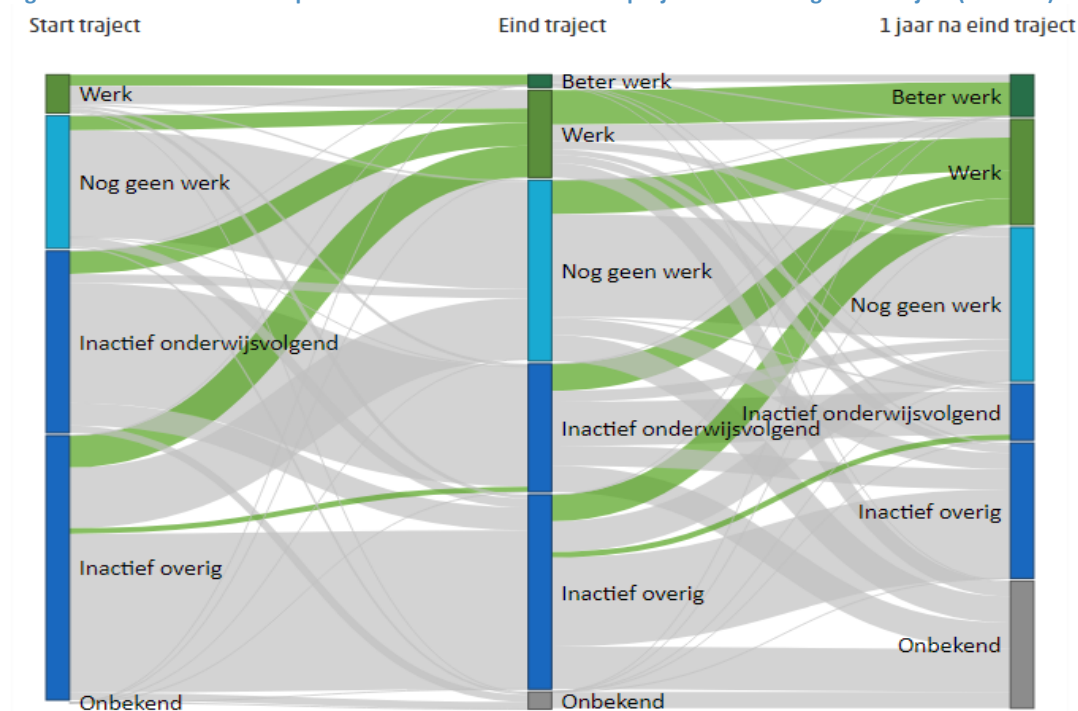 Start traject
Eind traject
1 jaar na eind traject
Werk
Nog geen werk
Inactief onderwijsvolgend
Inactief overig
Onbekend
Beter werk
Werk
Nog geen werk
Inactief onderwijsvolgend
Inactief overig
Onbekend
Beter werk
Werk
Nog geen werk
Inactief onderwijsvolgend
Inactief overig
Onbekend